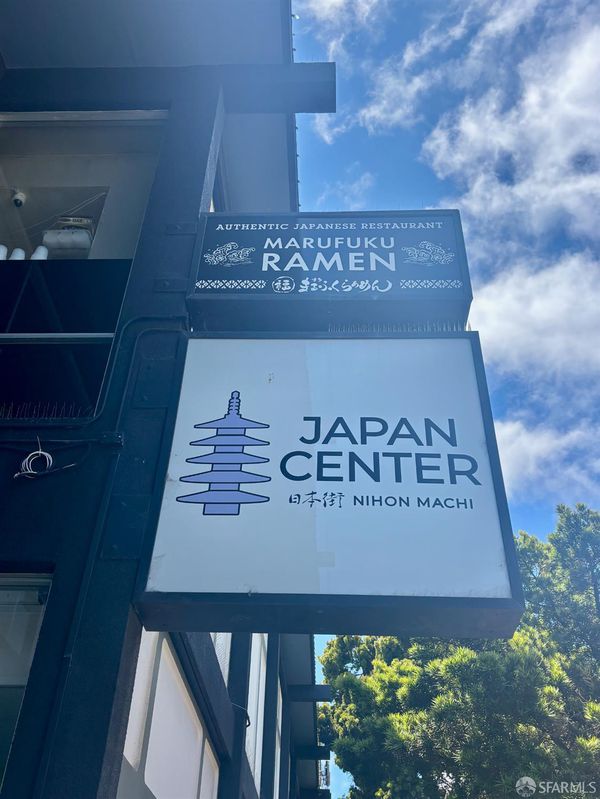 AUTHENTIC JAPANESE RESTAURANT
MARUFUKU
RAMEN
福 まるふくらぁめん
JAPAN
CENTER
日本街 NIHON MACHI
SFARMLS